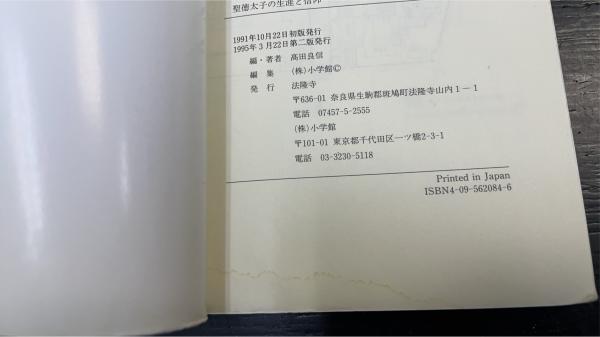 聖徳太子の生涯と信仰
1991年10月22日初版発行
1995年3月22日第二版発行
編・著者 高田良信
編集 (株)小学館©
発行 法隆寺
〒636-01 奈良県生駒郡斑鳩町法隆寺山内1-1
電話 07457-5-2555
(株)小学館
〒101-01 東京都千代田区一ツ橋2-3-1
電話 03-3230-5118
Printed in Japan
ISBN4-09-562084-6